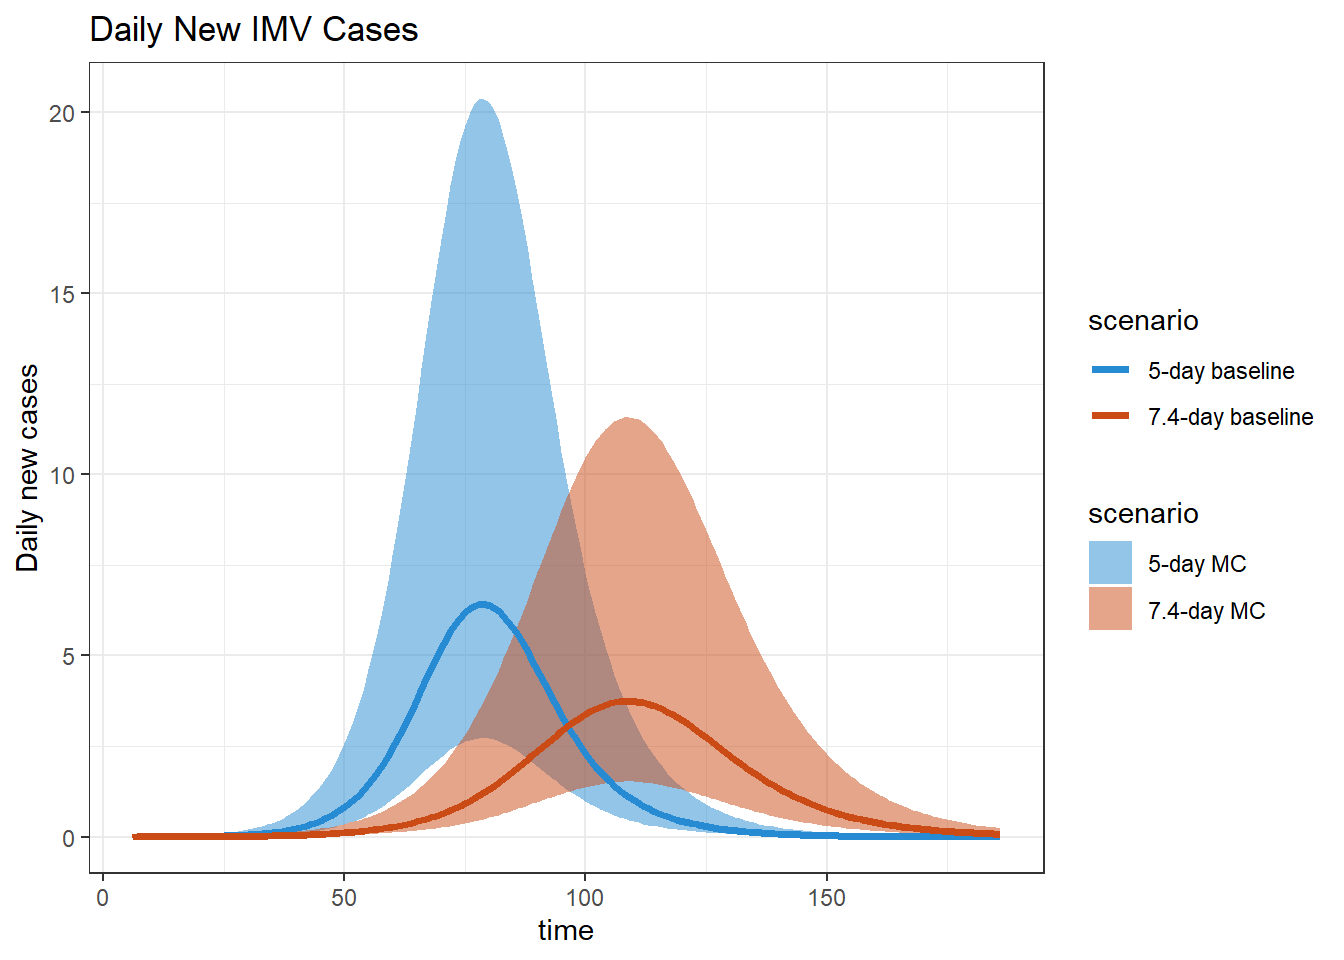 Daily New IMV Cases
Daily new cases
20
15
10
5
0
0 50 100 150
time
scenario
5-day baseline
7.4-day baseline
scenario
5-day MC
7.4-day MC